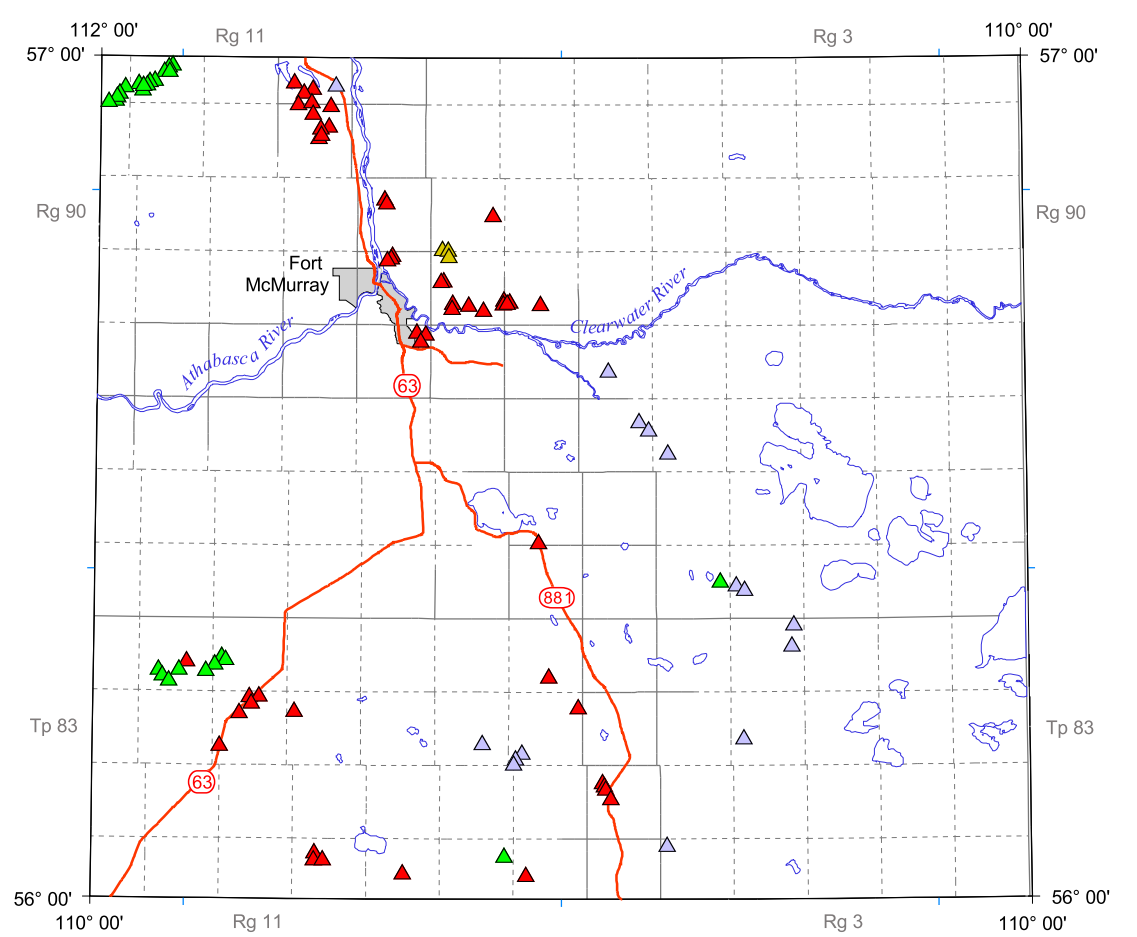 112° 00'
Rg 11
Rg 3
110° 00'
57° 00'
57° 00'
Rg 90
Rg 90
Fort
McMurray
Clearwater River
Athabasca River
63
881
Tp 83
Tp 83
63
56° 00'
56° 00'
110° 00'
Rg 11
Rg 3
110° 00'